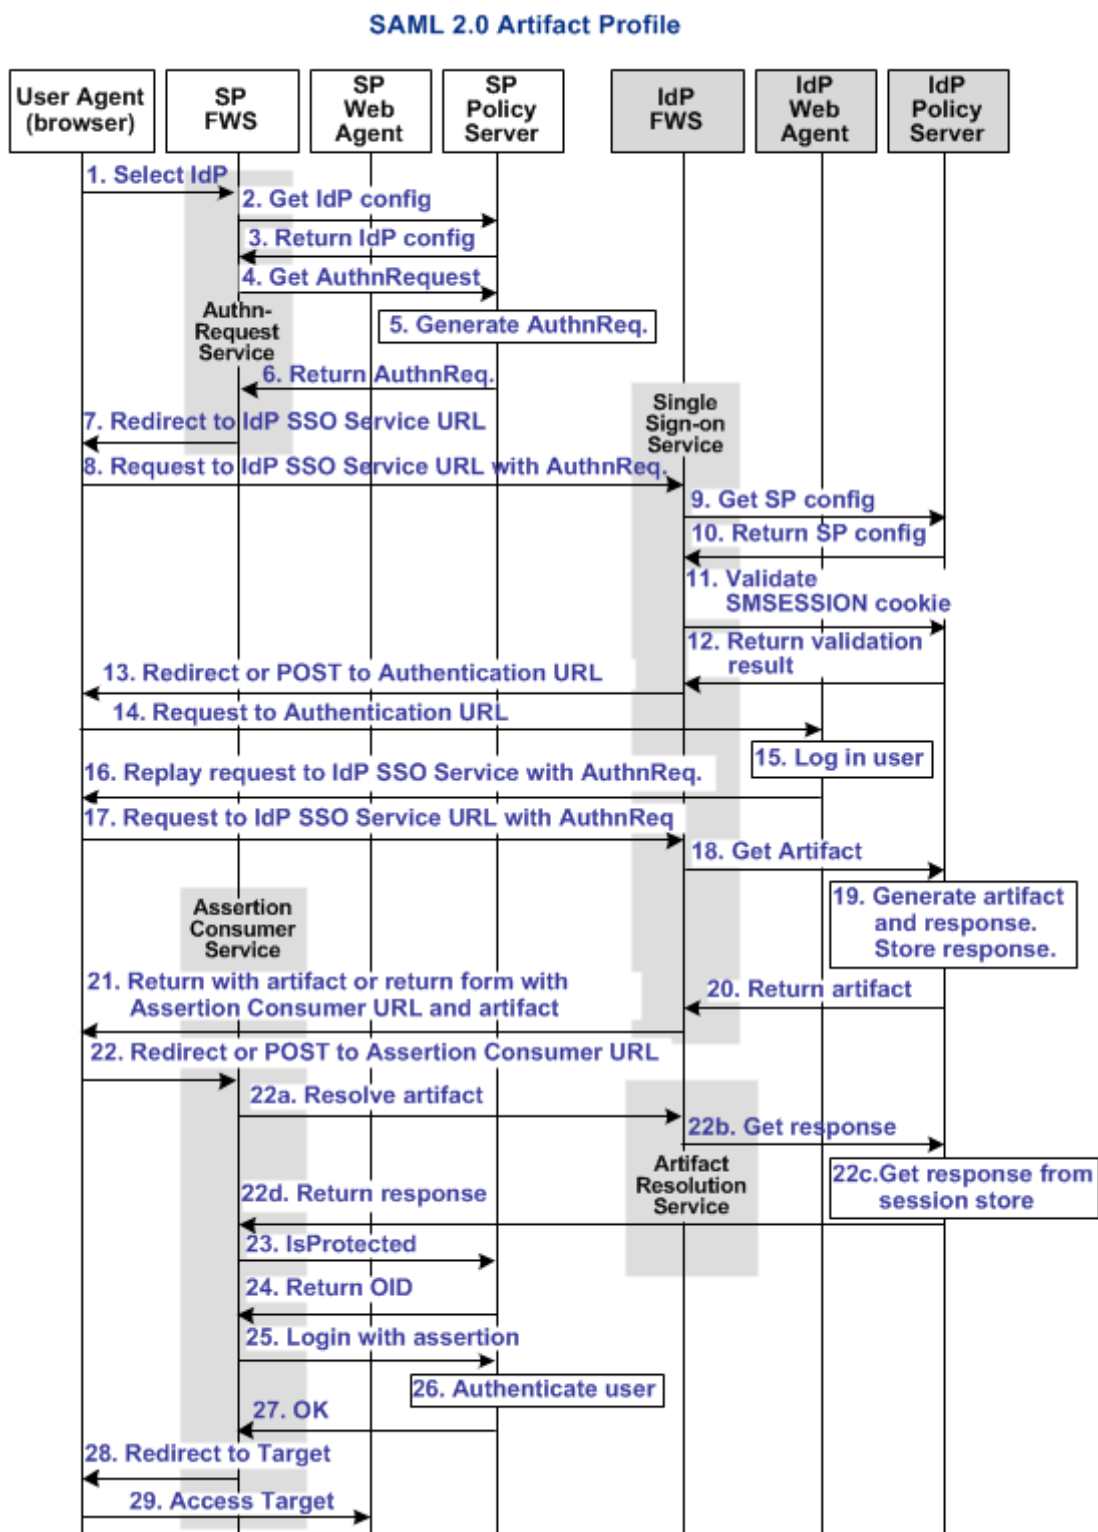 SAML 2.0 Artifact Profile
User Agent
(browser)
SP
FWS
SP
Web
Agent
SP
Policy
Server
IdP
FWS
IdP
Web
Agent
IdP
Policy
Server
1. Select IdP
2. Get IdP config
3. Return IdP config
4. Get AuthnRequest
Authn-
Request
Service
5. Generate AuthnReq.
6. Return AuthnReq.
7. Redirect to IdP SSO Service URL
Single
Sign-on
Service
8. Request to IdP SSO Service URL with AuthnReq.
9. Get SP config
10. Return SP config
11. Validate
SMSESSION cookie
12. Return validation
result
13. Redirect or POST to Authentication URL
14. Request to Authentication URL
15. Log in user
16. Replay request to IdP SSO Service with AuthnReq.
17. Request to IdP SSO Service URL with AuthnReq
18. Get Artifact
19. Generate artifact
and response.
Store response.
Assertion
Consumer
Service
20. Return artifact
21. Return with artifact or return form with
Assertion Consumer URL and artifact
22. Redirect or POST to Assertion Consumer URL
22a. Resolve artifact
22b. Get response
Artifact
Resolution
Service
22c.Get response from
session store
22d. Return response
23. IsProtected
24. Return OID
25. Login with assertion
26. Authenticate user
27. OK
28. Redirect to Target
29. Access Target